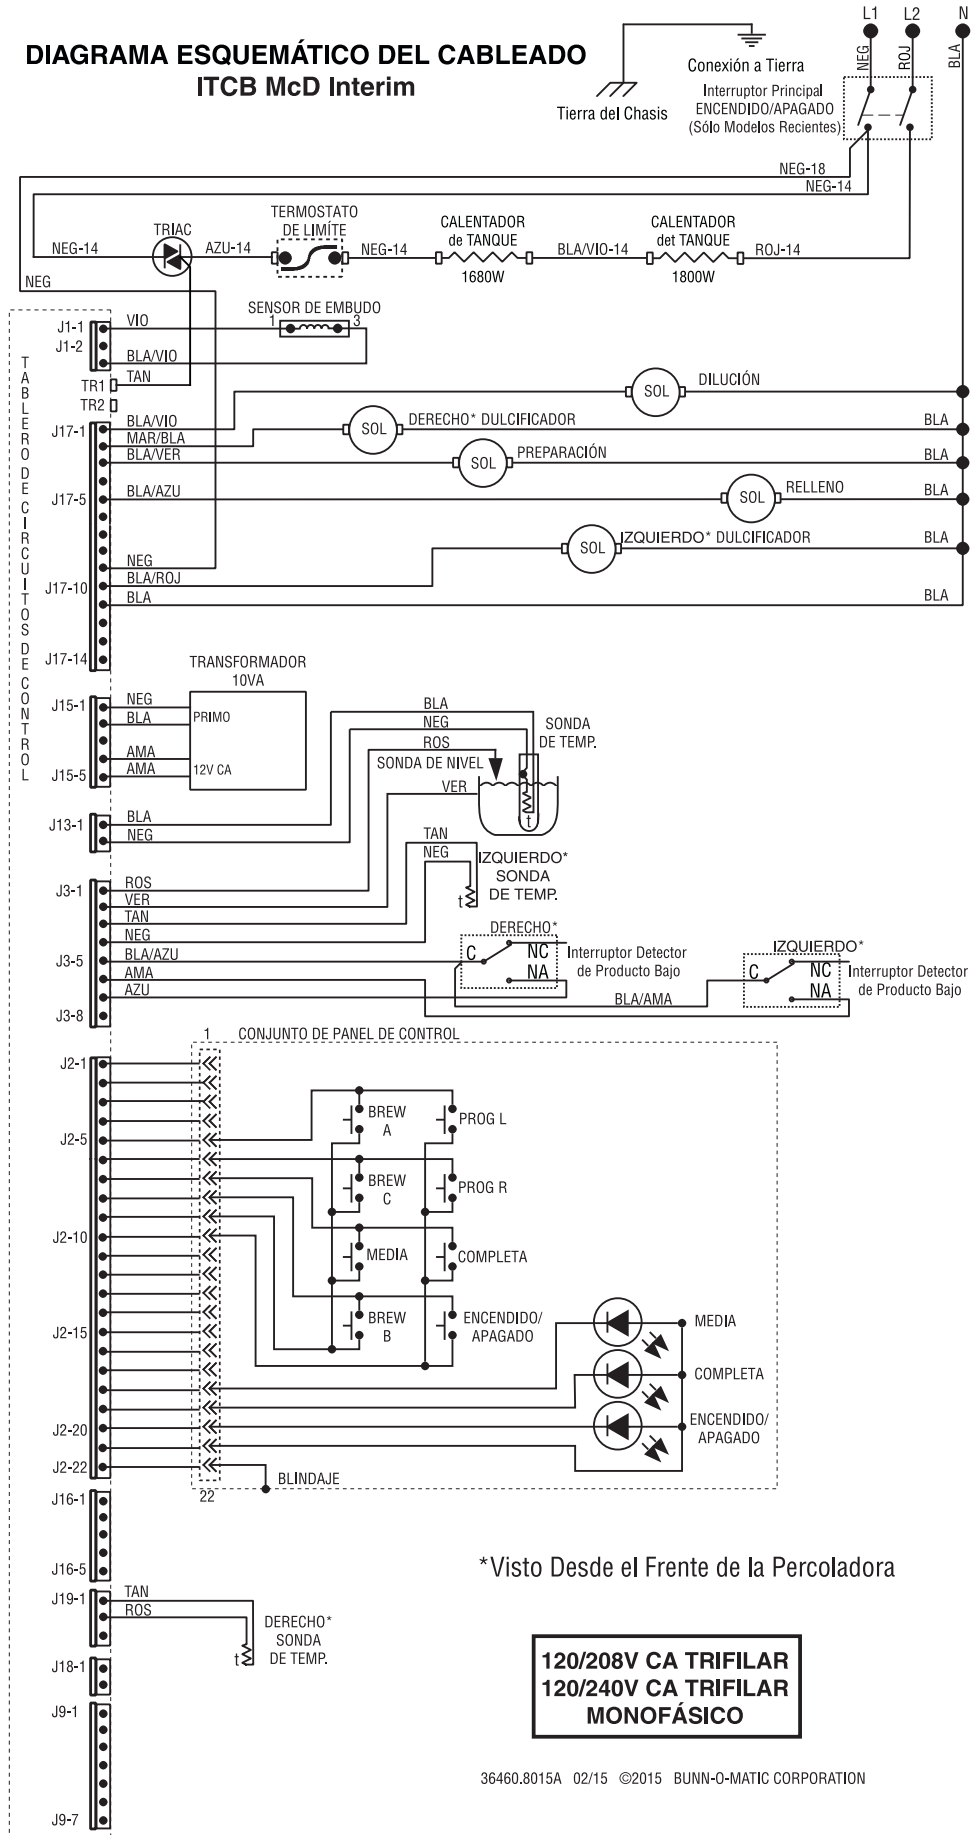 DIAGRAMA ESQUEMÁTICO DEL CABLEADO
ITCB McD Interim
L1
L2
N
NEG
ROJ
BLA
Conexión a Tierra
Tierra del Chasis
Interruptor Principal
ENCENDIDO/APAGADO
(Sólo Modelos Recientes)
NEG-18
NEG-14
TRIAC
TERMOSTATO
DE LIMÍTE
CALENTADOR
de TANQUE
CALENTADOR
det TANQUE
NEG-14
AZU-14
NEG-14
BLA/VIO-14
ROJ-14
1680W
1800W
NEG
SENSOR DE EMBUDO
1
3
TABLERO DE CIRCUITOS DE CONTROL
J1-1
VIO
J1-2
BLA/VIO
TR1
TAN
TR2
SOL
DILUCIÓN
J17-1
BLA/VIO
MAR/BLA
SOL
DERECHO* DULCIFICADOR
BLA
BLA/VER
SOL
PREPARACIÓN
BLA
J17-5
BLA/AZU
SOL
RELLENO
BLA
SOL
IZQUIERDO* DULCIFICADOR
BLA
NEG
J17-10
BLA/ROJ
BLA
BLA
J17-14
TRANSFORMADOR
10VA
J15-1
NEG
BLA
PRIMO
AMA
AMA
J15-5
12V CA
BLA
NEG
ROS
SONDA DE NIVEL
VER
SONDA
DE TEMP.
t
J13-1
BLA
NEG
TAN
NEG
IZQUIERDO*
SONDA
DE TEMP.
t
J3-1
ROS
VER
TAN
NEG
J3-5
BLA/AZU
AMA
AZU
J3-8
DERECHO*
C
NC
NA
Interruptor Detector
de Producto Bajo
BLA/AMA
IZQUIERDO*
C
NC
NA
Interruptor Detector
de Producto Bajo
1
CONJUNTO DE PANEL DE CONTROL
J2-1
J2-5
J2-10
J2-15
J2-20
J2-22
BREW
A
PROG L
BREW
C
PROG R
MEDIA
COMPLETA
BREW
B
ENCENDIDO/
APAGADO
MEDIA
COMPLETA
ENCENDIDO/
APAGADO
BLINDAJE
22
J16-1
J16-5
J19-1
TAN
ROS
DERECHO*
SONDA
DE TEMP.
t
J18-1
J9-1
J9-7
*Visto Desde el Frente de la Percoladora
120/208V CA TRIFILAR
120/240V CA TRIFILAR
MONOFÁSICO
36460.8015A 02/15 ©2015 BUNN-O-MATIC CORPORATION